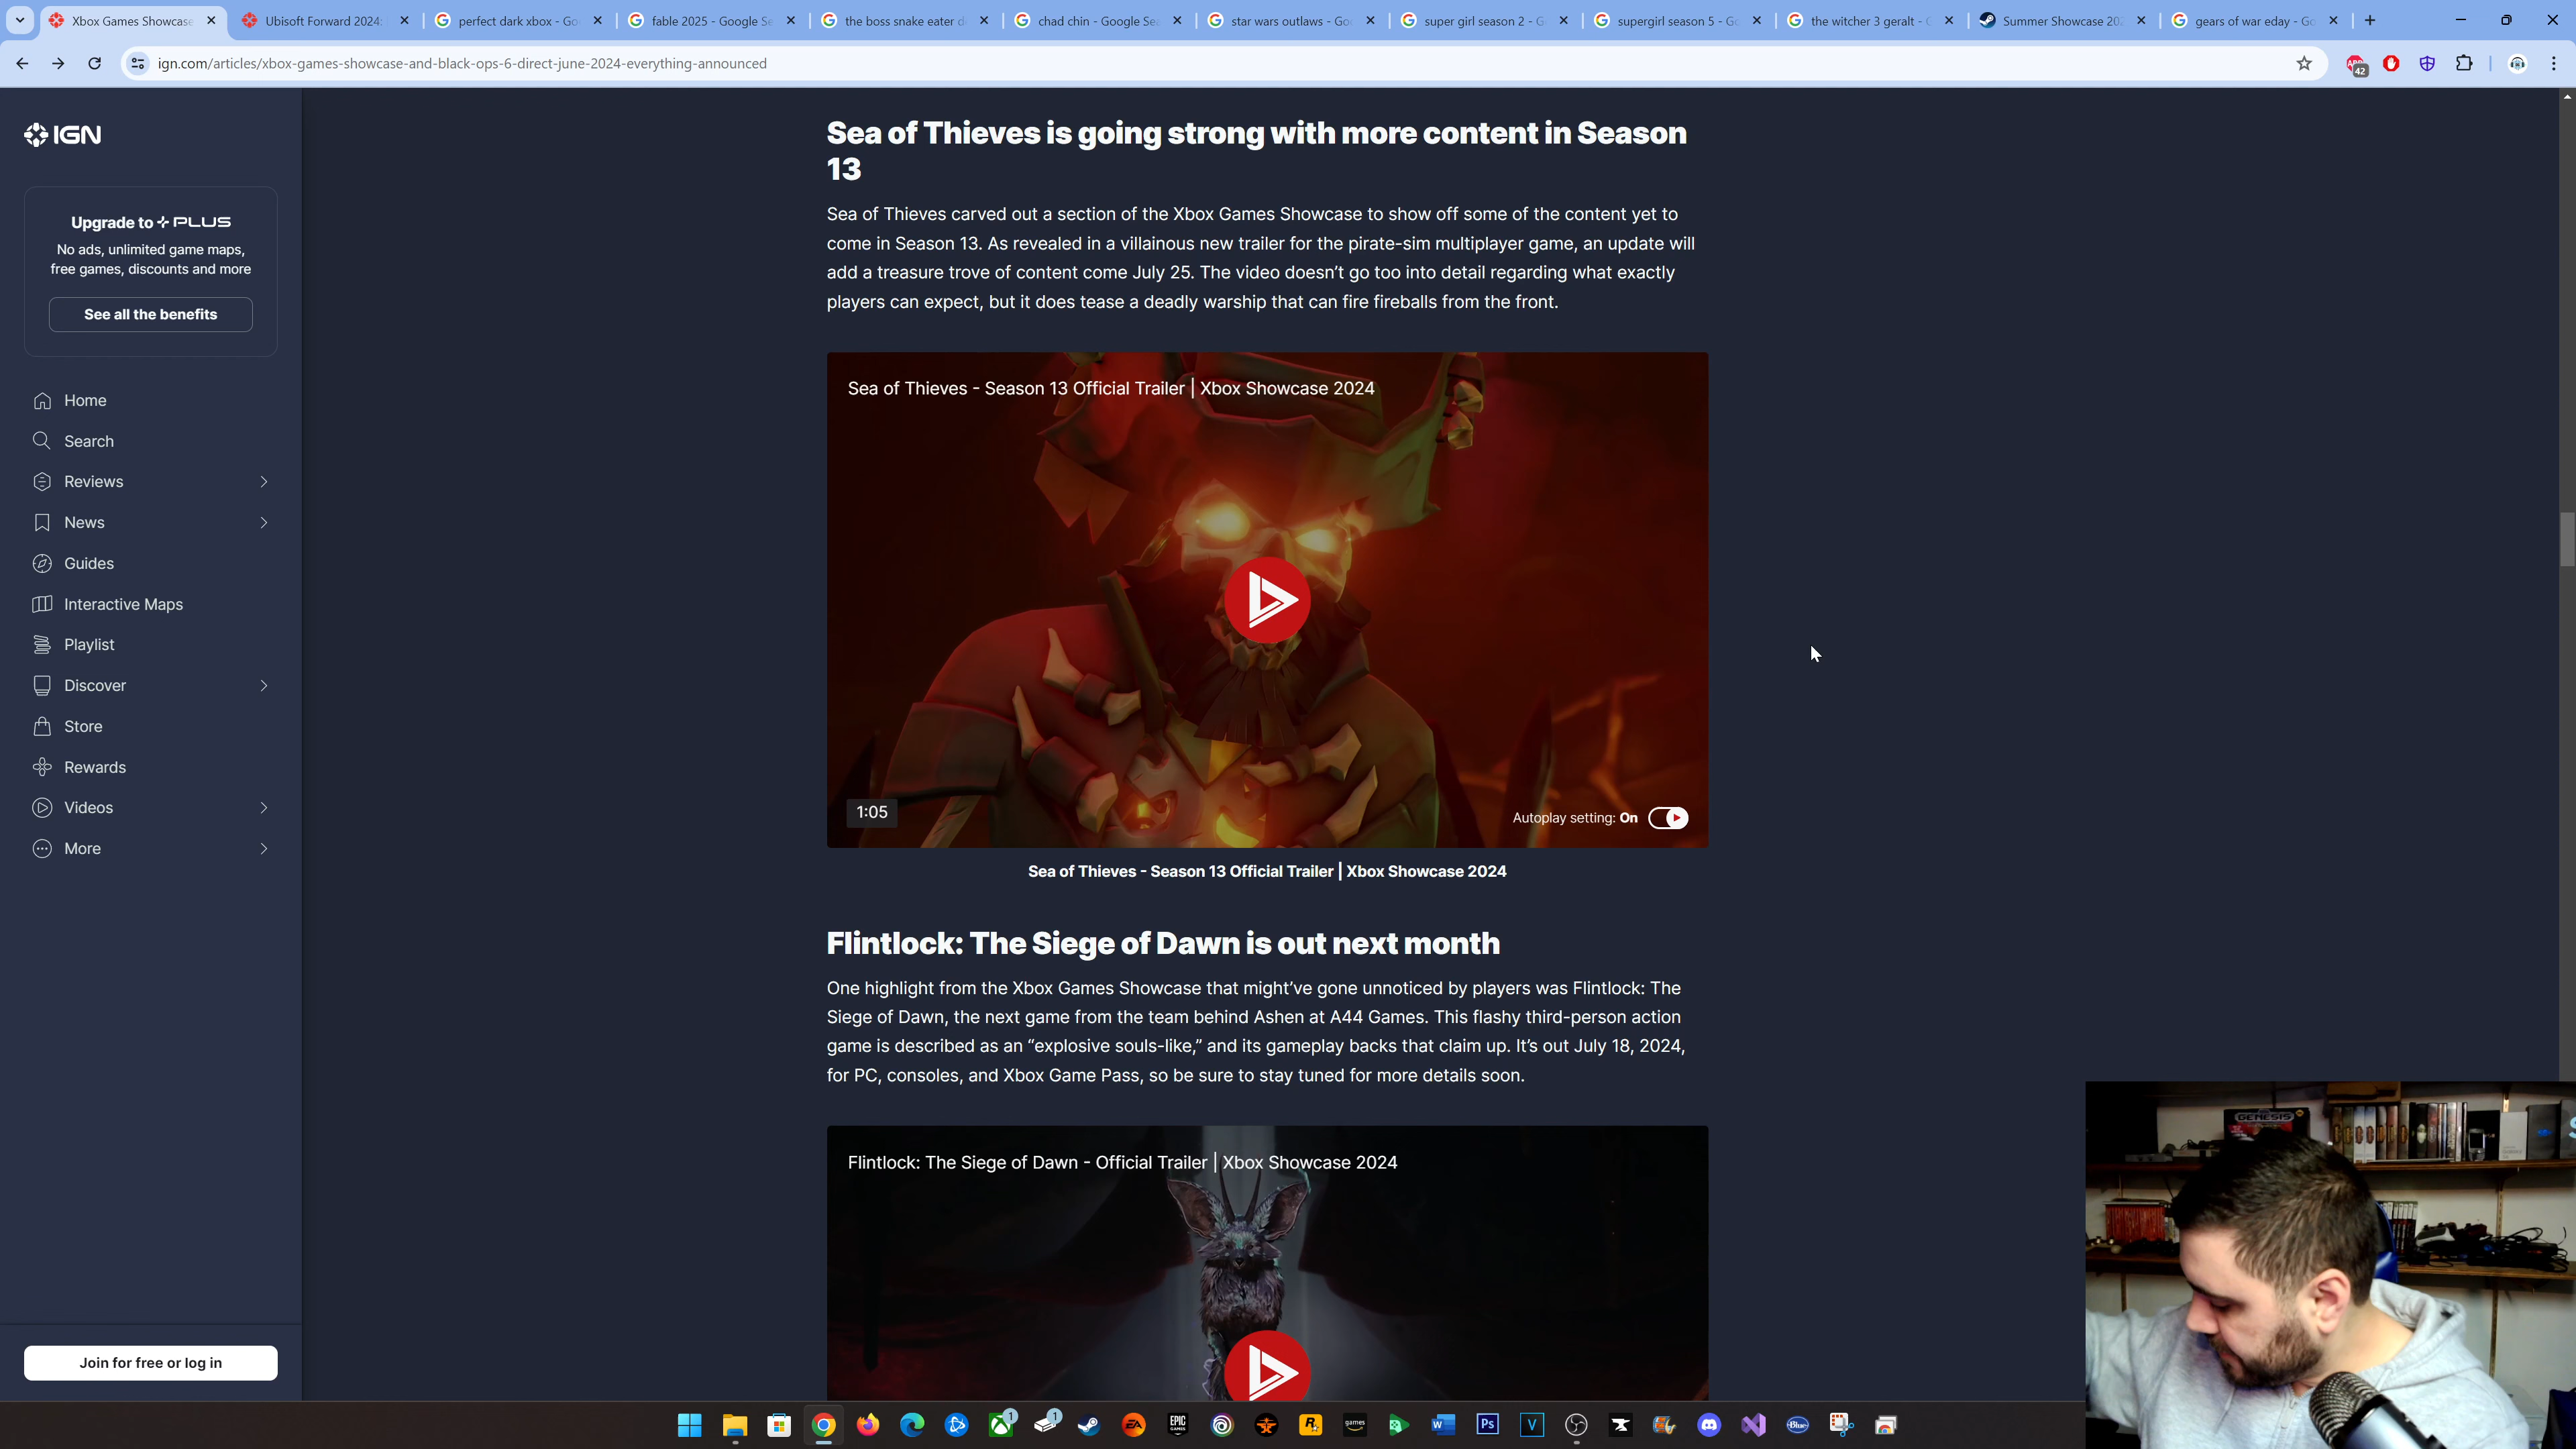 Xbox Games Showcase
Ubisoft Forward 2024:
perfect dark xbox - Go
fable 2025 - Google Se
the boss snake eater d
chad chin - Google Sea
star wars outlaws - Goo
super girl season 2 - G
supergirl season 5 - Go
the witcher 3 geralt - G
Summer Showcase 202
gears of war eday - Go
ign.com/articles/xbox-games-showcase-and-black-ops-6-direct-june-2024-everything-announced
ABP
42
IGN
Upgrade to PLUS
No ads, unlimited game maps,
free games, discounts and more
See all the benefits
Home
Search
Reviews
News
Guides
Interactive Maps
Playlist
Discover
Store
Rewards
Videos
More
Join for free or log in
Sea of Thieves is going strong with more content in Season
13
Sea of Thieves carved out a section of the Xbox Games Showcase to show off some of the content yet to
come in Season 13. As revealed in a villainous new trailer for the pirate-sim multiplayer game, an update will
add a treasure trove of content come July 25. The video doesn’t go too into detail regarding what exactly
players can expect, but it does tease a deadly warship that can fire fireballs from the front.
Sea of Thieves - Season 13 Official Trailer | Xbox Showcase 2024
1:05
Autoplay setting: On
Sea of Thieves - Season 13 Official Trailer | Xbox Showcase 2024
Flintlock: The Siege of Dawn is out next month
One highlight from the Xbox Games Showcase that might’ve gone unnoticed by players was Flintlock: The
Siege of Dawn, the next game from the team behind Ashen at A44 Games. This flashy third-person action
game is described as an “explosive souls-like,” and its gameplay backs that claim up. It’s out July 18, 2024,
for PC, consoles, and Xbox Game Pass, so be sure to stay tuned for more details soon.
Flintlock: The Siege of Dawn - Official Trailer | Xbox Showcase 2024
GENESIS
1
1
EA
EPIC
GAMES
R
games
W
Ps
V
Blue